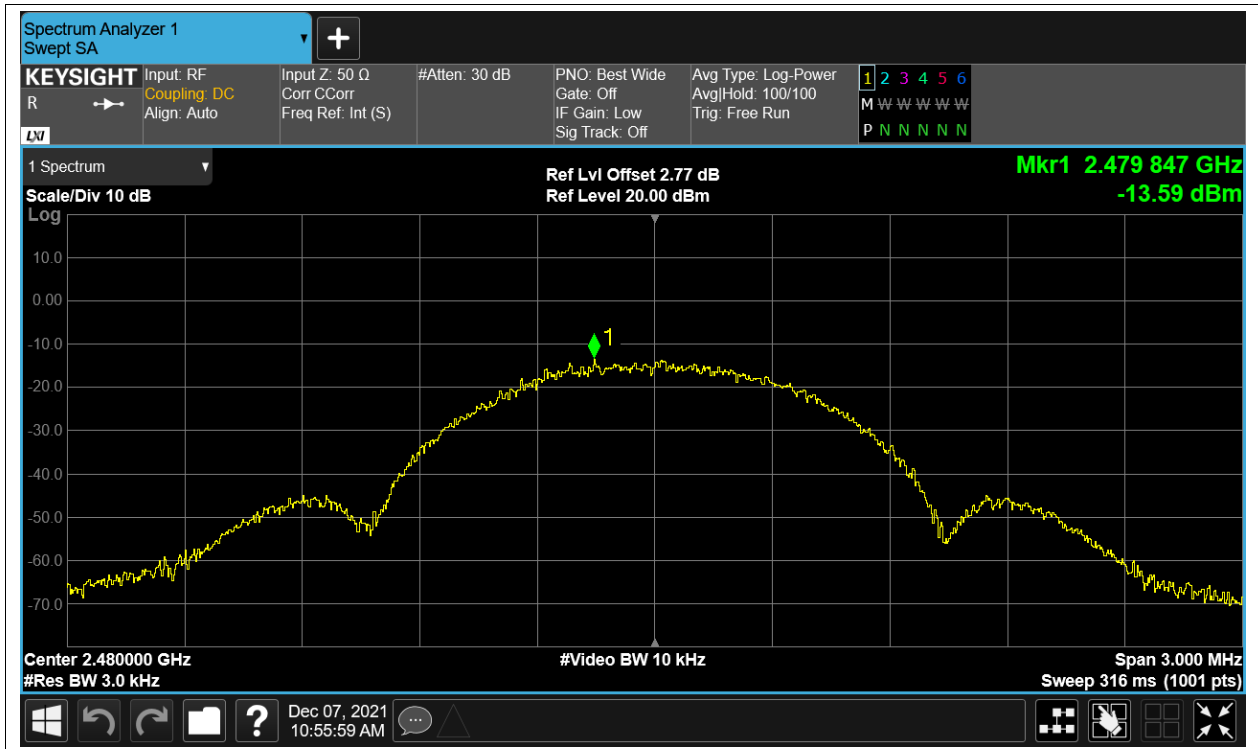 Spectrum Analyzer 1
Swept SA
KEYSIGHT
R
LXI
Input: RF
Coupling: DC
Align: Auto
Input Z: 50 Ω
Corr CCorr
Freq Ref: Int (S)
#Atten: 30 dB
PNO: Best Wide
Gate: Off
IF Gain: Low
Sig Track: Off
Avg Type: Log-Power
Avg|Hold: 100/100
Trig: Free Run
1 2 3 4 5 6
M W W W W W
P N N N N N
1 Spectrum
Scale/Div 10 dB
Log
Ref Lvl Offset 2.77 dB
Ref Level 20.00 dBm
Mkr1 2.479 847 GHz
-13.59 dBm
10.0
0.00
-10.0
-20.0
-30.0
-40.0
-50.0
-60.0
-70.0
1
Center 2.480000 GHz
#Res BW 3.0 kHz
#Video BW 10 kHz
Span 3.000 MHz
Sweep 316 ms (1001 pts)
?
Dec 07, 2021
10:55:59 AM